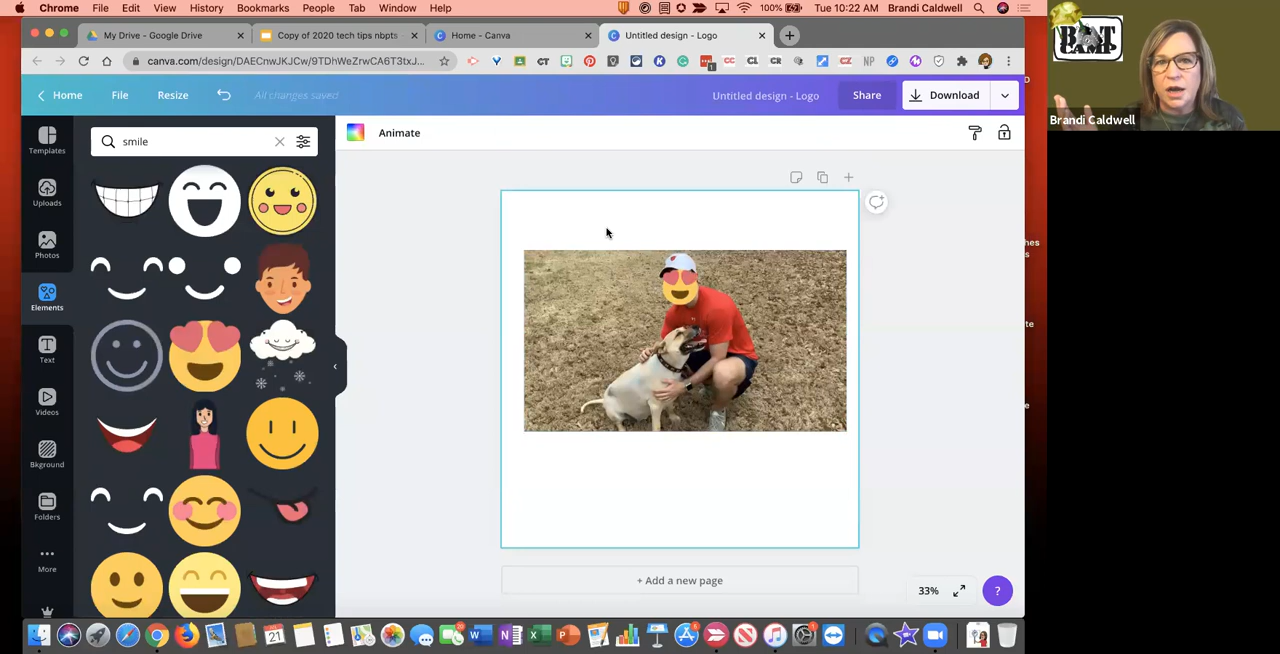 Chrome File Edit View History Bookmarks People Tab Window Help 100% Tue 10:22 AM Brandi Caldwell
My Drive - Google Drive Copy of 2020 tech tips nbpts Home - Canva Untitled design - Logo
canva.com/design/DAECnwJKJCw/9TDhWeZrwCA6T3txJ...
Home File Resize All changes saved Untitled design - Logo Share Download
smile Animate
Templates
Uploads
Photos
Elements
Text
Videos
Bkground
Folders
More
+ Add a new page
33% ?
B T
CAMP
Brandi Caldwell